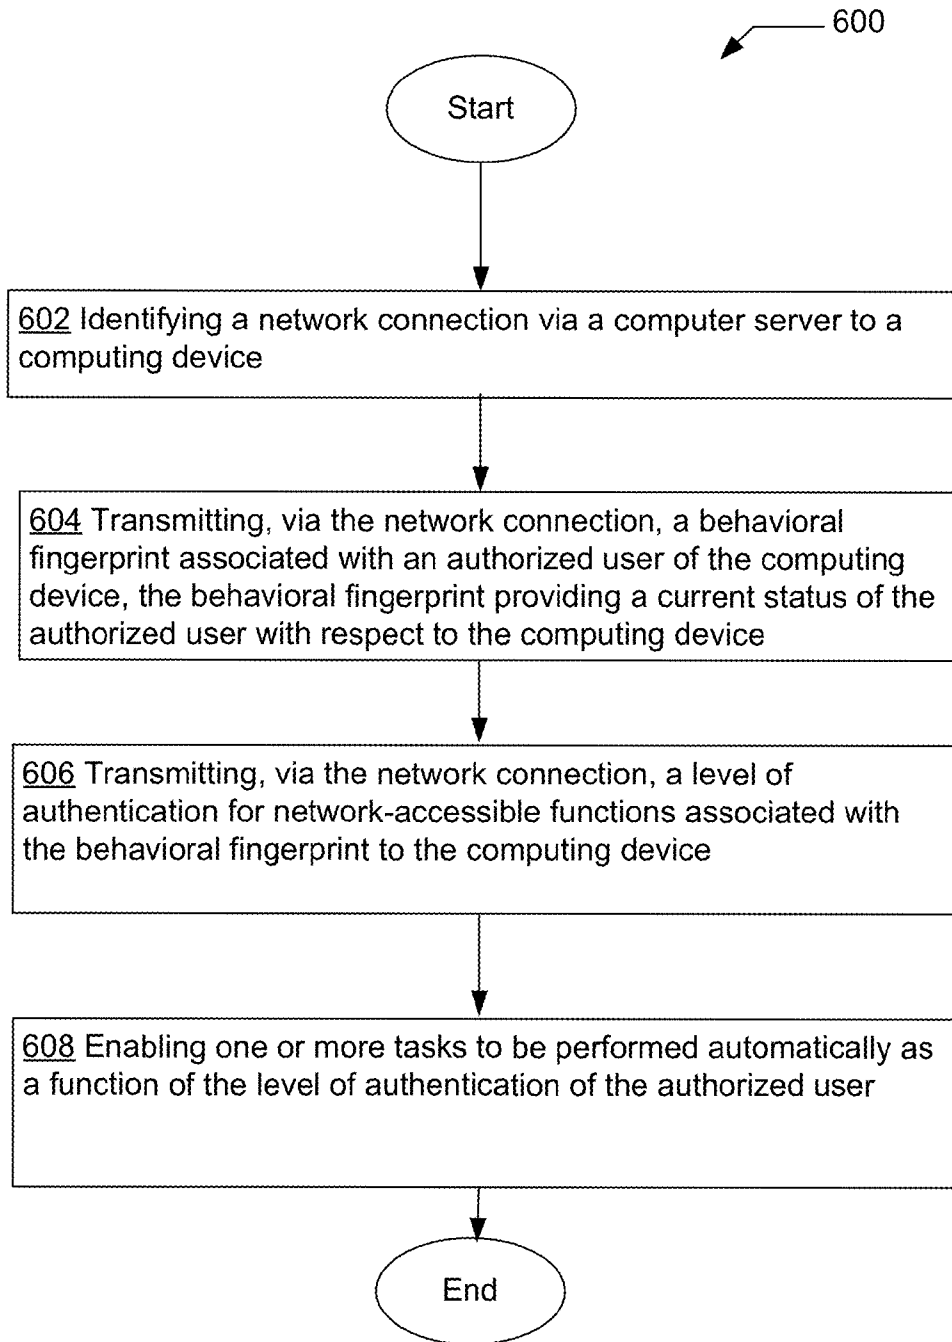 600
Start
602 Identifying a network connection via a computer server to a
computing device
604 Transmitting, via the network connection, a behavioral
fingerprint associated with an authorized user of the computing
device, the behavioral fingerprint providing a current status of the
authorized user with respect to the computing device
606 Transmitting, via the network connection, a level of
authentication for network-accessible functions associated with
the behavioral fingerprint to the computing device
608 Enabling one or more tasks to be performed automatically as
a function of the level of authentication of the authorized user
End